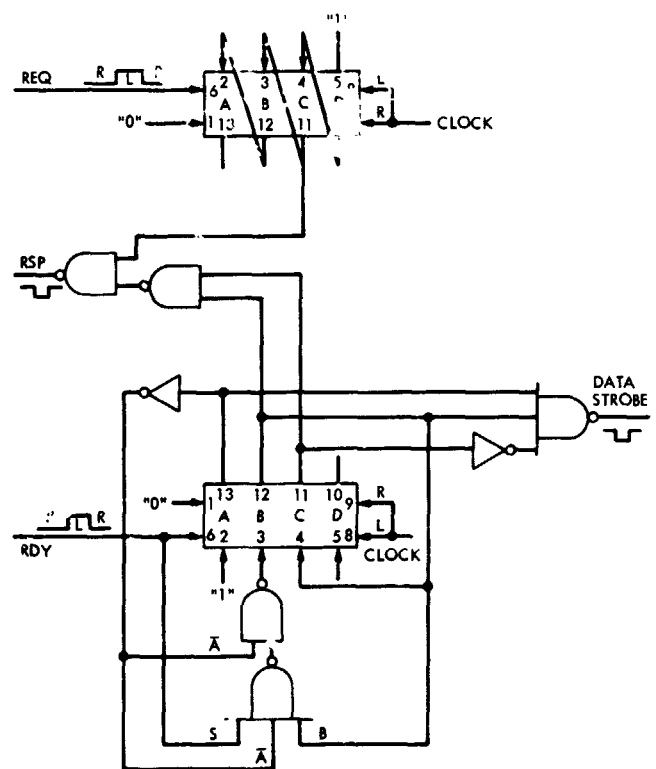 "1"
REQ
R
L
2 3 4 5
6 A B C L
"0" 1 13 12 11 R
CLOCK
RSP
DATA
STROBE
13 12 11 10
"0" 1 A B C D 9 R
L R
RDY
6 2 3 4 5 8 L
CLOCK
"1"
A̅
S
A̅
B